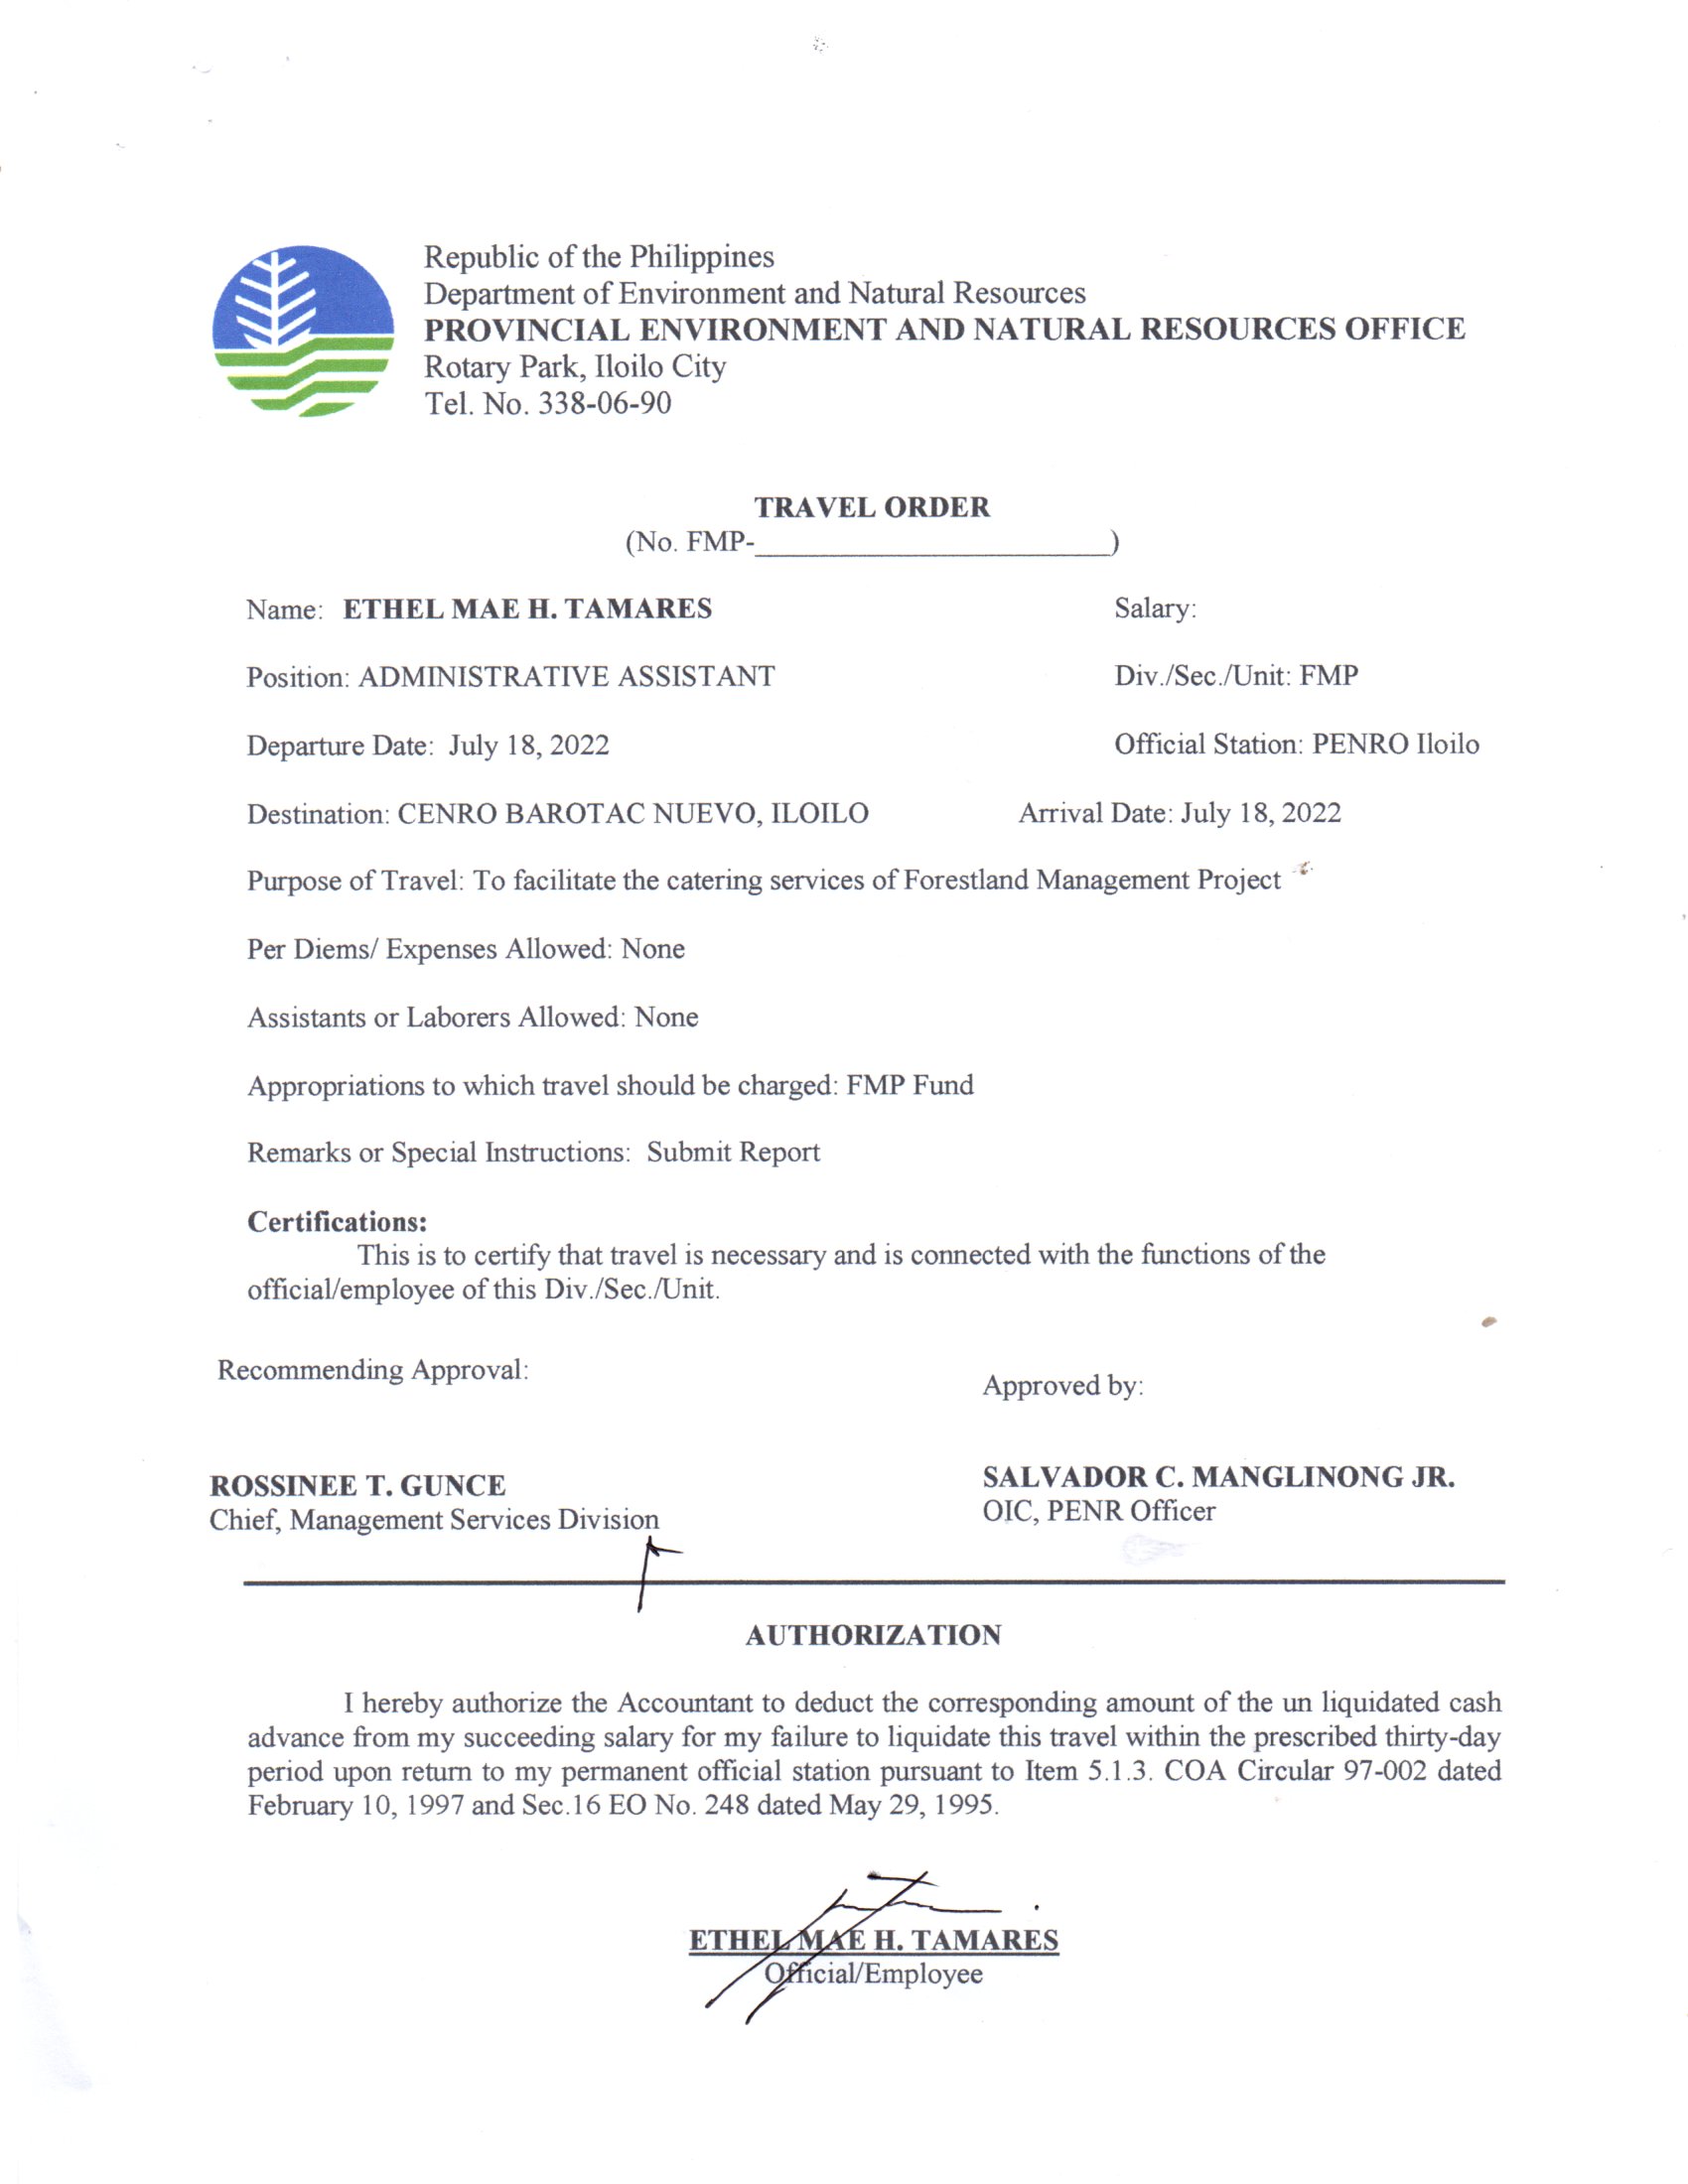 Republic of the Philippines
Department of Environment and Natural Resources
PROVINCIAL ENVIRONMENT AND NATURAL RESOURCES OFFICE
Rotary Park, Iloilo City
Tel. No. 338-06-90
TRAVEL ORDER
(No. FMP-____________________)
Name: ETHEL MAE H. TAMARES Salary:
Position: ADMINISTRATIVE ASSISTANT Div./Sec./Unit: FMP
Departure Date: July 18, 2022 Official Station: PENRO Iloilo
Destination: CENRO BAROTAC NUEVO, ILOILO Arrival Date: July 18, 2022
Purpose of Travel: To facilitate the catering services of Forestland Management Project
Per Diems/ Expenses Allowed: None
Assistants or Laborers Allowed: None
Appropriations to which travel should be charged: FMP Fund
Remarks or Special Instructions: Submit Report
Certifications:
This is to certify that travel is necessary and is connected with the functions of the
official/employee of this Div./Sec./Unit.
Recommending Approval:
Approved by:
ROSSINEE T. GUNCE
Chief, Management Services Division
SALVADOR C. MANGLINONG JR.
OIC, PENR Officer
AUTHORIZATION
I hereby authorize the Accountant to deduct the corresponding amount of the un liquidated cash
advance from my succeeding salary for my failure to liquidate this travel within the prescribed thirty-day
period upon return to my permanent official station pursuant to Item 5.1.3. COA Circular 97-002 dated
February 10, 1997 and Sec.16 EO No. 248 dated May 29, 1995.
ETHEL MAE H. TAMARES
Official/Employee